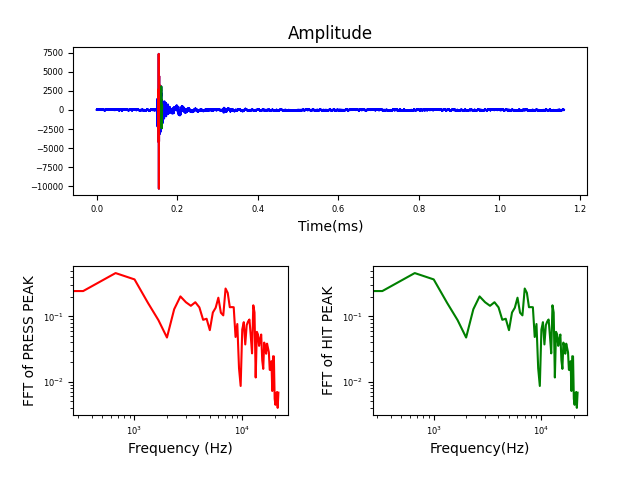 Amplitude
7500
5000
2500
0
−2500
−5000
−7500
−10000
0.0 0.2 0.4 0.6 0.8 1.0 1.2
Time(ms)
FFT of PRESS PEAK
10⁻¹
10⁻²
10³ 10⁴
Frequency (Hz)
FFT of HIT PEAK
10⁻¹
10⁻²
10³ 10⁴
Frequency(Hz)